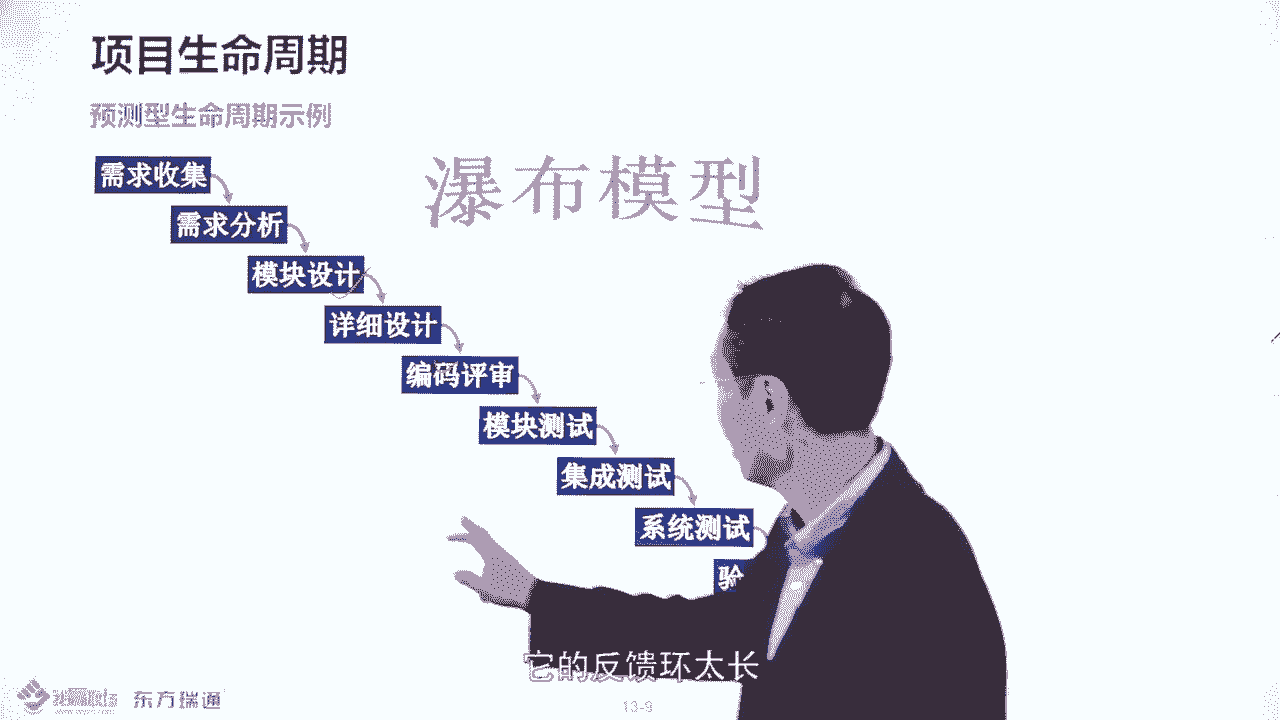 项目生命周期
预测型生命周期示例
瀑布模型
需求收集
需求分析
模块设计
详细设计
编码评审
模块测试
集成测试
系统测试
验
它的反馈环太长
东方瑞通
13-9